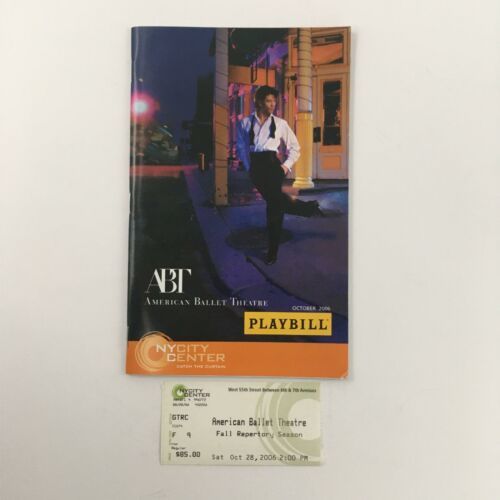 ABT
AMERICAN BALLET THEATRE
OCTOBER 2006
PLAYBILL
NYCITY
CENTER
CATCH THE CURTAIN
NYCITY
CENTER
West 55th Street Between 6th & 7th Avenues
GTRC
American Ballet Theatre
F 9
Fall Repertory Season
Regular
$85.00
Sat Oct 28,2006 2:00 PM